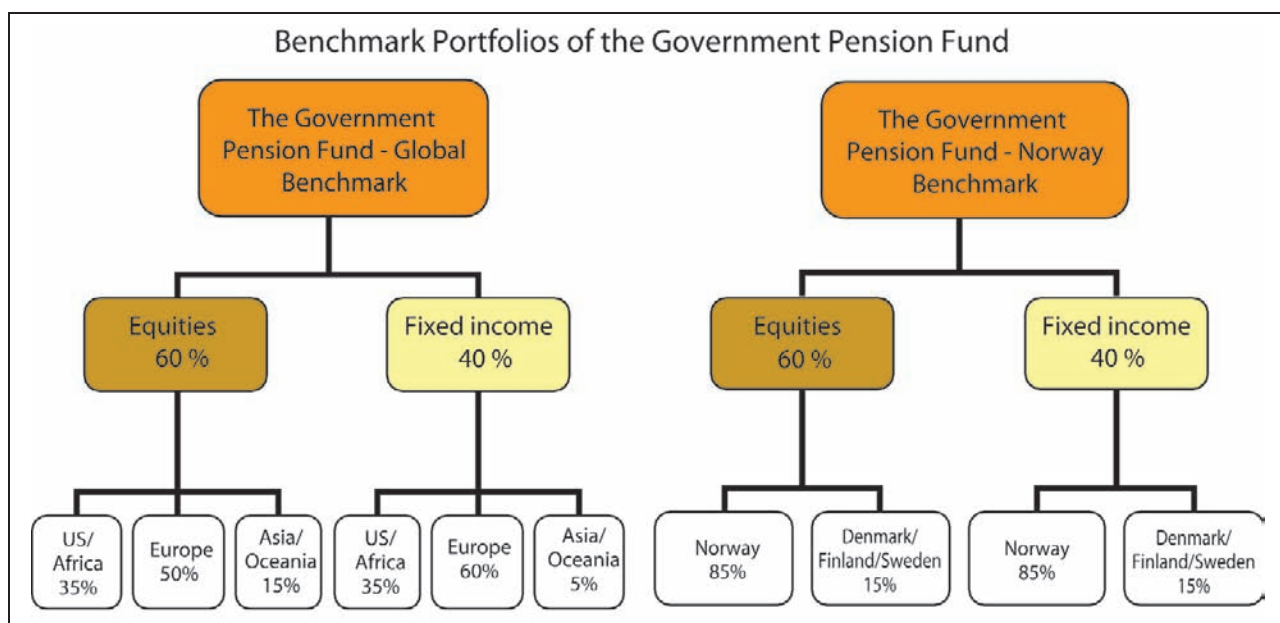 Benchmark Portfolios of the Government Pension Fund
The Government
Pension Fund - Global
Benchmark
The Government
Pension Fund - Norway
Benchmark
Equities
60 %
Fixed income
40 %
Equities
60 %
Fixed income
40 %
US/
Africa
35%
Europe
50%
Asia/
Oceania
15%
US/
Africa
35%
Europe
60%
Asia/
Oceania
5%
Norway
85%
Denmark/
Finland/Sweden
15%
Norway
85%
Denmark/
Finland/Sweden
15%